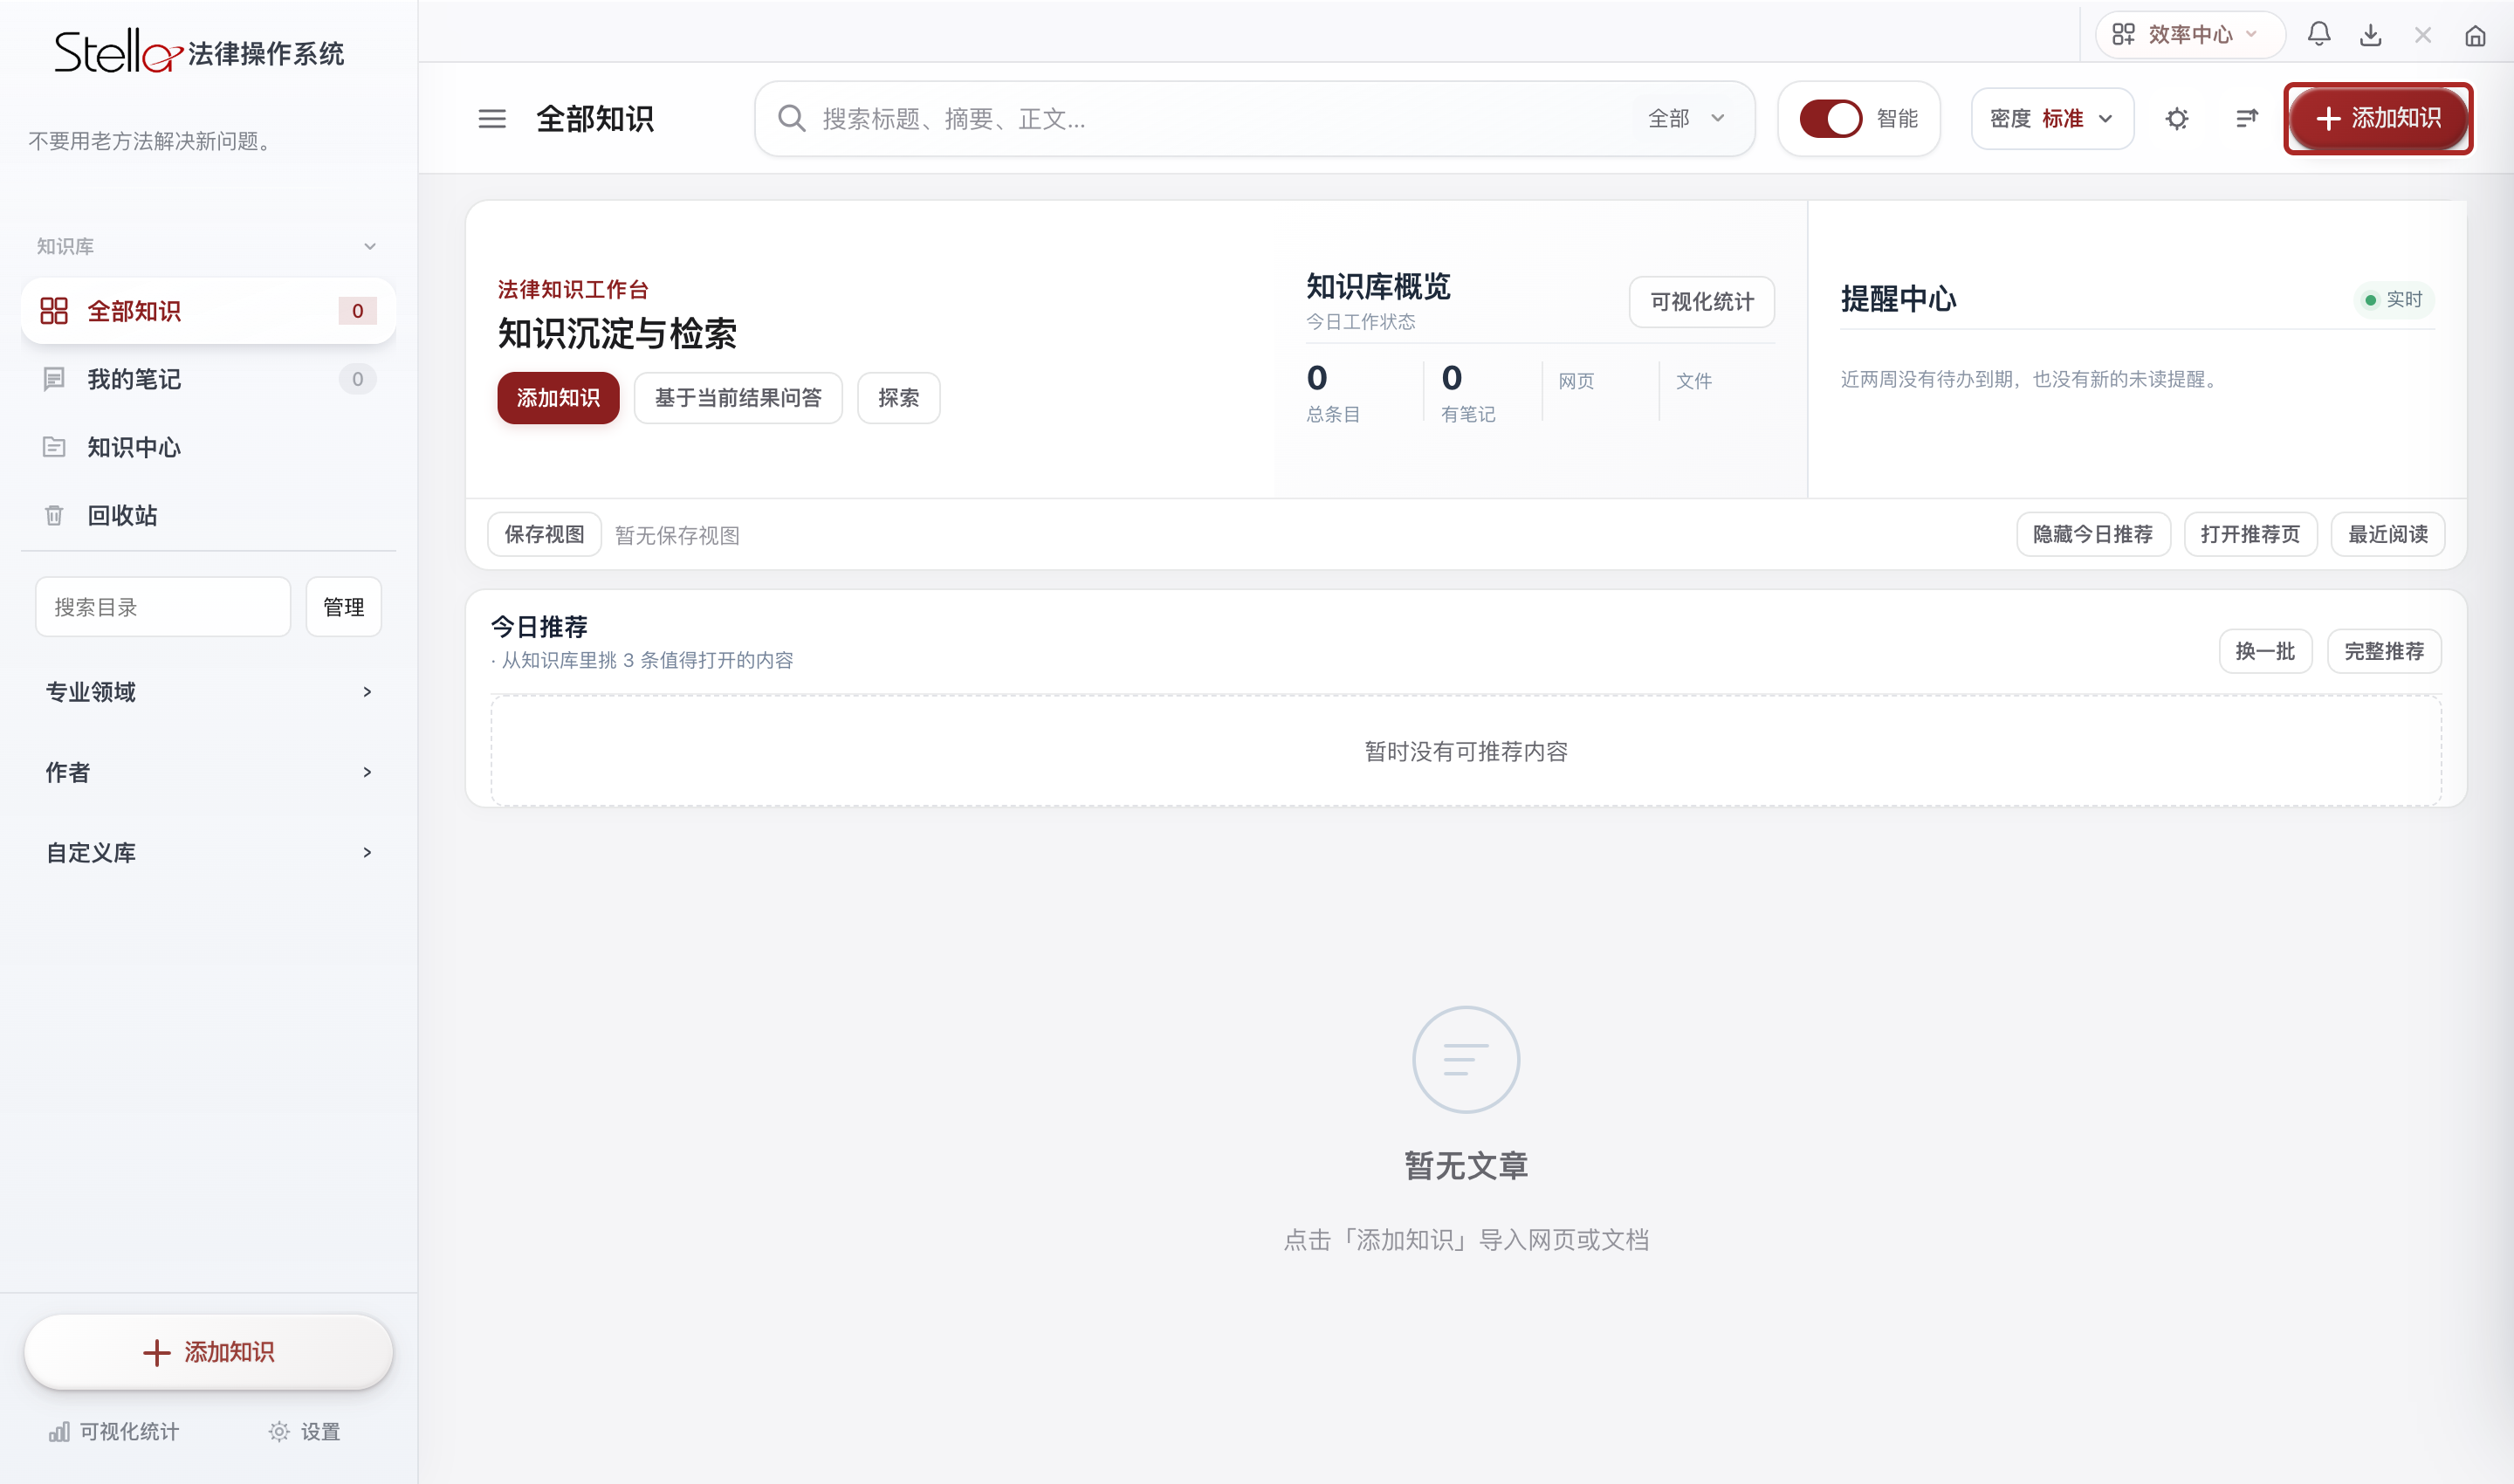 Stella 法律操作系统
不要用老方法解决新问题。
知识库
全部知识 0
我的笔记 0
知识中心
回收站
搜索目录 管理
专业领域
作者
自定义库
添加知识
可视化统计 设置
效率中心
全部知识
搜索标题、摘要、正文... 全部
智能
密度 标准
添加知识
法律知识工作台
知识沉淀与检索
添加知识 基于当前结果问答 探索
知识库概览
今日工作状态
可视化统计
0 总条目
0 有笔记
网页
文件
提醒中心 实时
近两周没有待办到期，也没有新的未读提醒。
保存视图 暂无保存视图
隐藏今日推荐 打开推荐页 最近阅读
今日推荐
· 从知识库里挑 3 条值得打开的内容
换一批 完整推荐
暂时没有可推荐内容
暂无文章
点击「添加知识」导入网页或文档